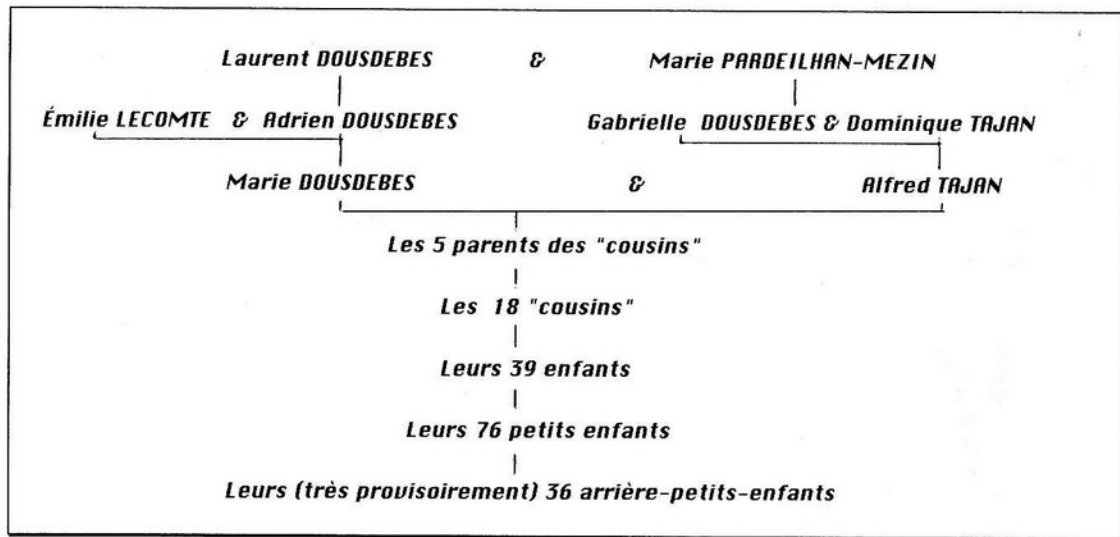 Laurent DOUSDEBES & Marie PARDEILHAN-MEZIN
Émilie LECOMTE & Adrien DOUSDEBES Gabrielle DOUSDEBES & Dominique TAJAN
Marie DOUSDEBES & Alfred TAJAN
Les 5 parents des "cousins"
Les 18 "cousins"
Leurs 39 enfants
Leurs 76 petits enfants
Leurs (très provisoirement) 36 arrière-petits-enfants